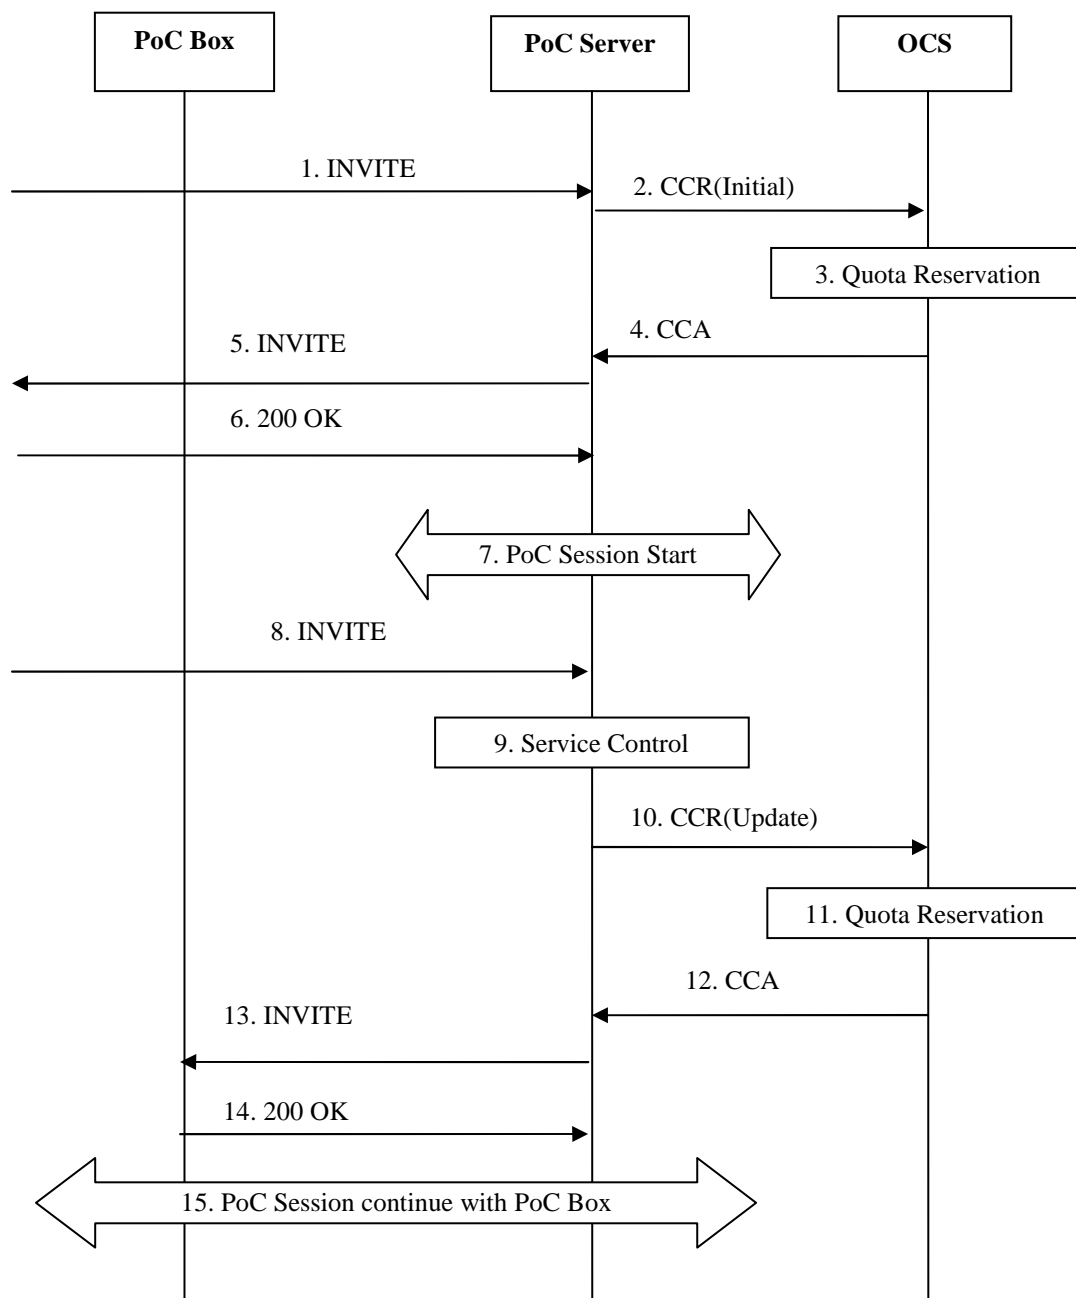 PoC Box
PoC Server
OCS
1. INVITE
2. CCR(Initial)
3. Quota Reservation
4. CCA
5. INVITE
6. 200 OK
7. PoC Session Start
8. INVITE
9. Service Control
10. CCR(Update)
11. Quota Reservation
12. CCA
13. INVITE
14. 200 OK
15. PoC Session continue with PoC Box